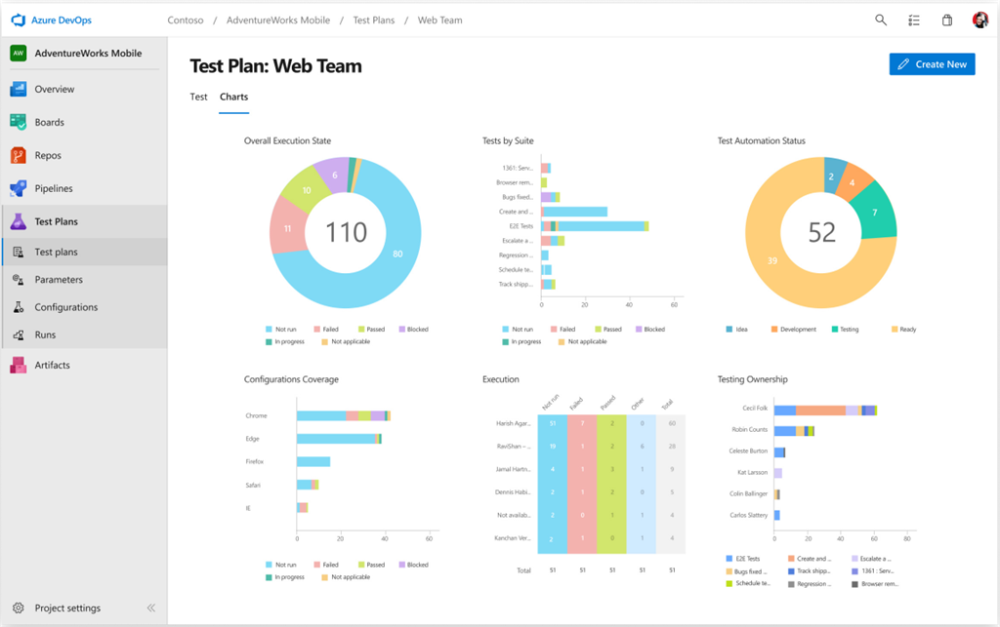 Azure DevOps
Contoso / AdventureWorks Mobile / Test Plans / Web Team
AW AdventureWorks Mobile
Overview
Boards
Repos
Pipelines
Test Plans
Test plans
Parameters
Configurations
Runs
Artifacts
Project settings
Test Plan: Web Team
Create New
Test Charts
Overall Execution State
6
10
11
110
80
Not run Failed Passed Blocked
In progress Not applicable
Tests by Suite
1361: Serv...
Browser rem...
Bugs fixed...
Create and ...
E2E Tests
Escalate a ...
Regression ...
Schedule te...
Track shipp...
0 20 40 60
Not run Failed Passed Blocked
In progress Not applicable
Test Automation Status
2
4
7
52
39
Idea Development Testing Ready
Configurations Coverage
Chrome
Edge
Firefox
Safari
IE
0 20 40 60
Not run Failed Passed Blocked
In progress Not applicable
Execution
Not run Failed Passed Other Total
Harish Agar... 51 7 2 0 60
RaviShan – ... 19 1 2 6 28
Jamal Hartn... 4 1 3 1 9
Dennis Habi... 2 1 2 0 5
Not availab... 2 0 1 1 4
Kanchan Ver... 2 1 0 1 4
Total 51 51 51 51 51
Testing Ownership
Cecil Folk
Robin Counts
Celeste Burton
Kat Larsson
Colin Ballinger
Carlos Slattery
0 20 40 60 80
E2E Tests Create and ... Escalate a ...
Bugs fixed ... Track shipp... 1361 : Serv...
Schedule te... Regression ... Browser rem...